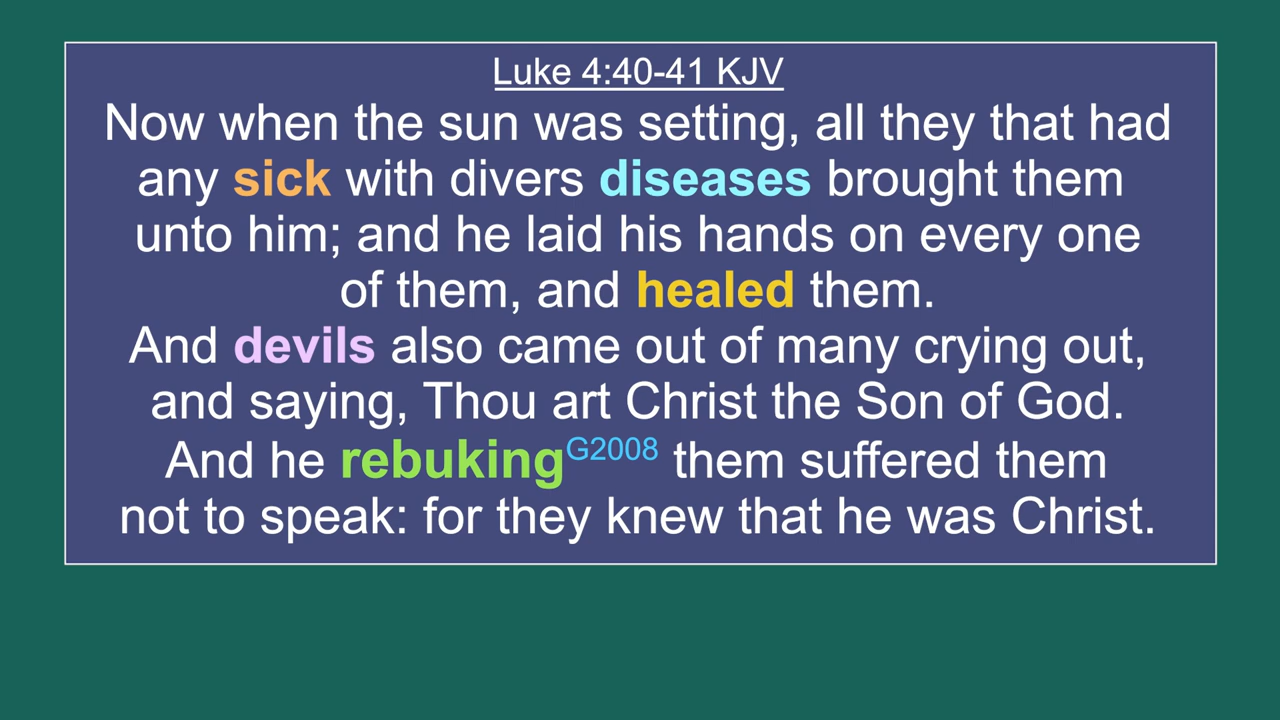 Luke 4:40-41 KJV
Now when the sun was setting, all they that had
any sick with divers diseases brought them
unto him; and he laid his hands on every one
of them, and healed them.
And devils also came out of many crying out,
and saying, Thou art Christ the Son of God.
And he rebukingG2008 them suffered them
not to speak: for they knew that he was Christ.